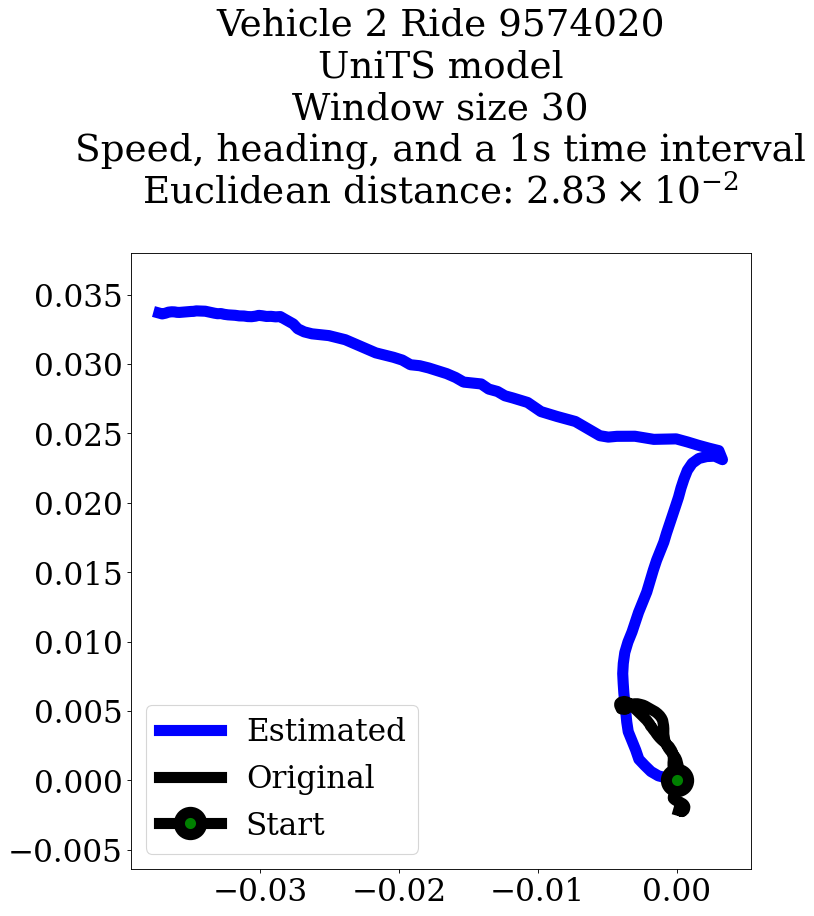 Vehicle 2 Ride 9574020
UniTS model
Window size 30
Speed, heading, and a 1s time interval
Euclidean distance: 2.83 × 10⁻²
0.035
0.030
0.025
0.020
0.015
0.010
0.005
0.000
−0.005
Estimated
Original
Start
−0.03 −0.02 −0.01 0.00